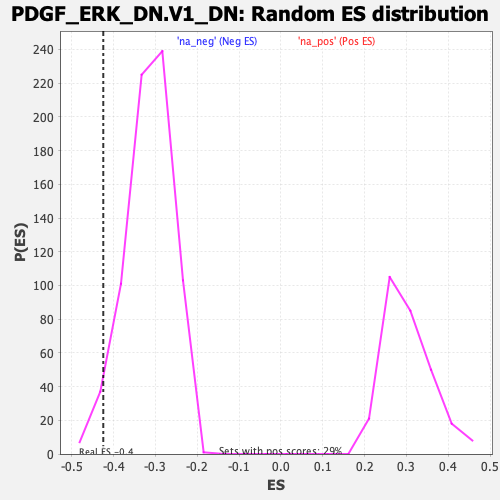 PDGF_ERK_DN.V1_DN: Random ES distribution
'na_neg' (Neg ES) 'na_pos' (Pos ES)
240
220
200
180
160
140
120
100
80
60
40
20
0
P(ES)
Real ES -0.4 Sets with pos scores: 29%
-0.5 -0.4 -0.3 -0.2 -0.1 0.0 0.1 0.2 0.3 0.4 0.5
ES